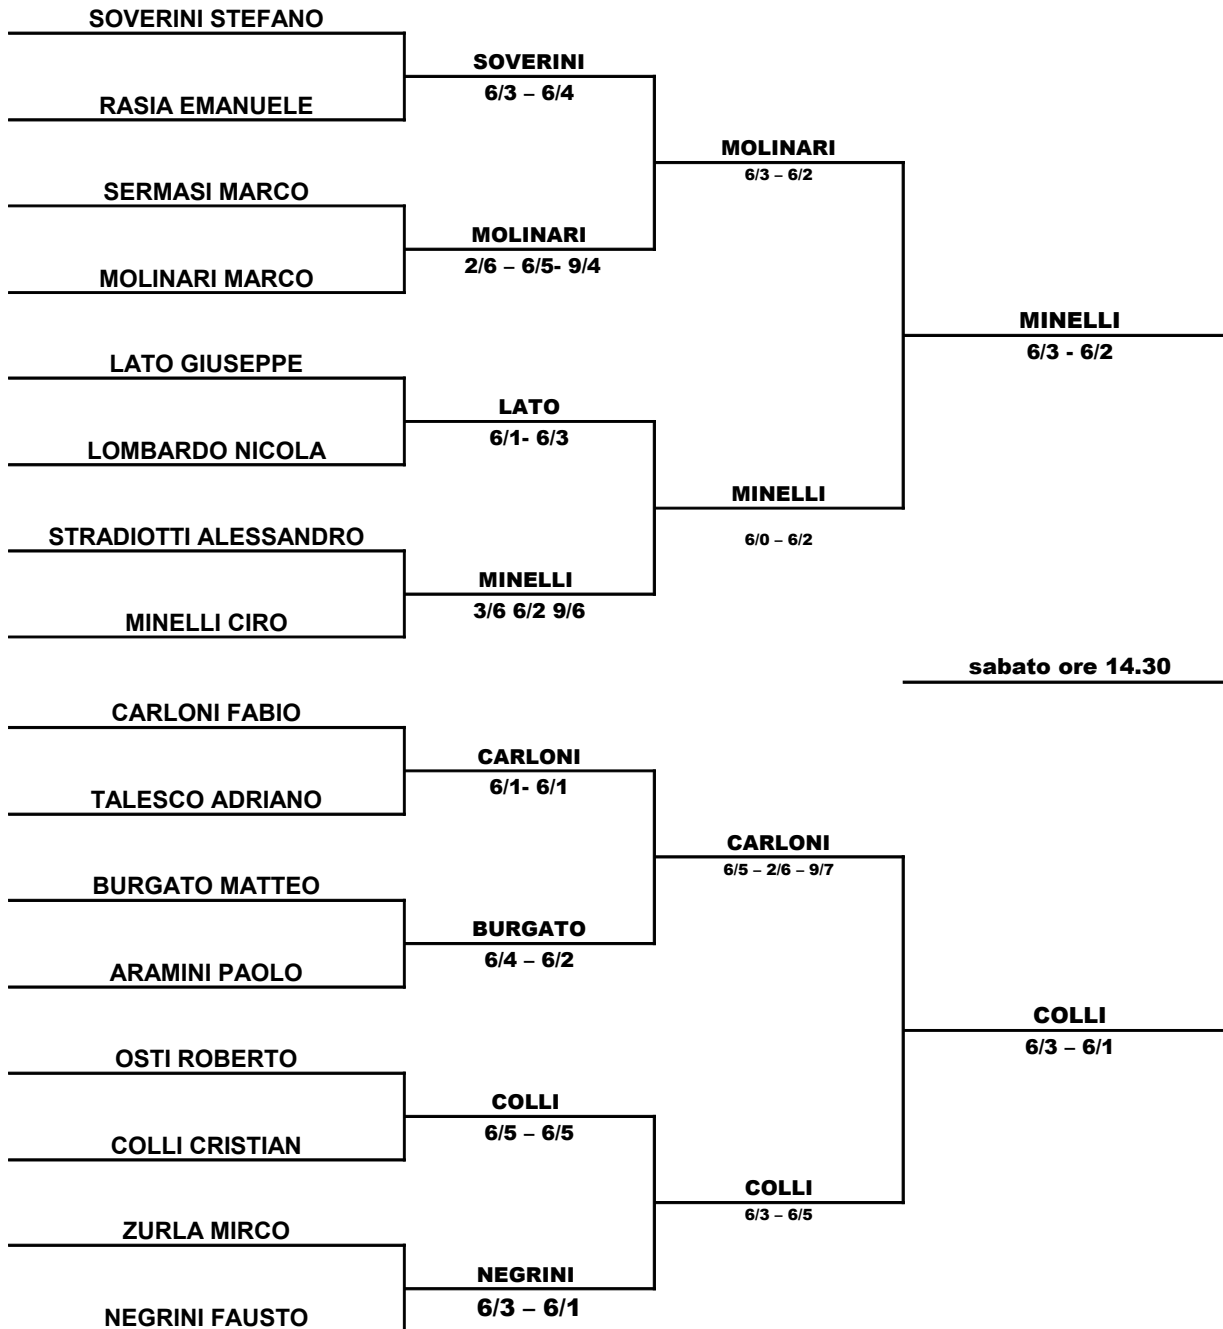 SOVERINI STEFANO
SOVERINI
6/3 – 6/4
RASIA EMANUELE
MOLINARI
6/3 – 6/2
SERMASI MARCO
MOLINARI
2/6 – 6/5- 9/4
MOLINARI MARCO
MINELLI
6/3 - 6/2
LATO GIUSEPPE
LATO
6/1- 6/3
LOMBARDO NICOLA
MINELLI
6/0 – 6/2
STRADIOTTI ALESSANDRO
MINELLI
3/6 6/2 9/6
MINELLI CIRO
sabato ore 14.30
CARLONI FABIO
CARLONI
6/1- 6/1
TALESCO ADRIANO
CARLONI
6/5 – 2/6 – 9/7
BURGATO MATTEO
BURGATO
6/4 – 6/2
ARAMINI PAOLO
COLLI
6/3 – 6/1
OSTI ROBERTO
COLLI
6/5 – 6/5
COLLI CRISTIAN
COLLI
6/3 – 6/5
ZURLA MIRCO
NEGRINI
6/3 – 6/1
NEGRINI FAUSTO